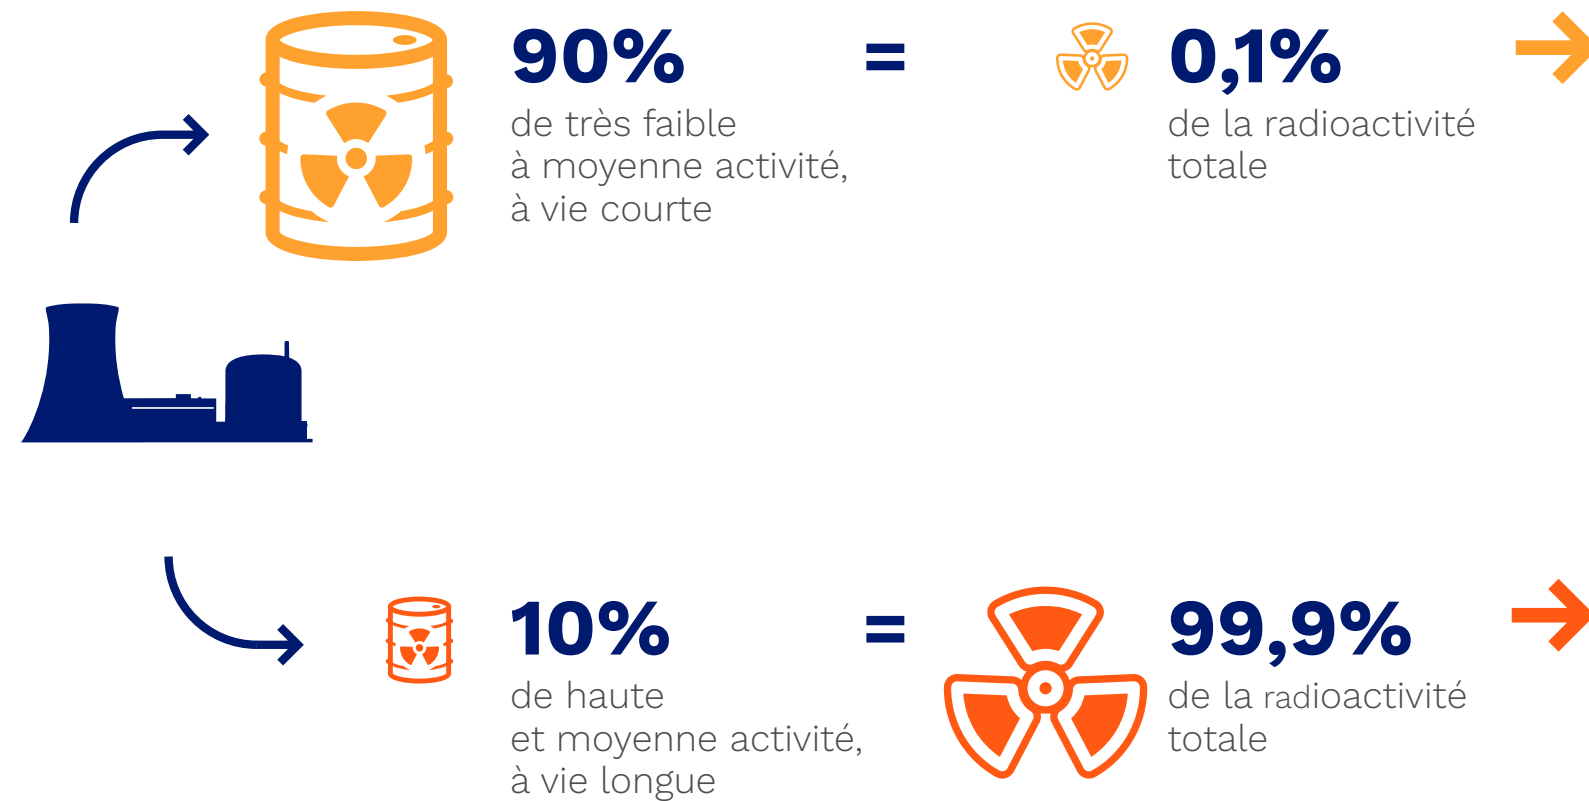 90% = 0,1%
de très faible
à moyenne activité,
à vie courte
de la radioactivité
totale
10% = 99,9%
de haute
et moyenne activité,
à vie longue
de la radioactivité
totale